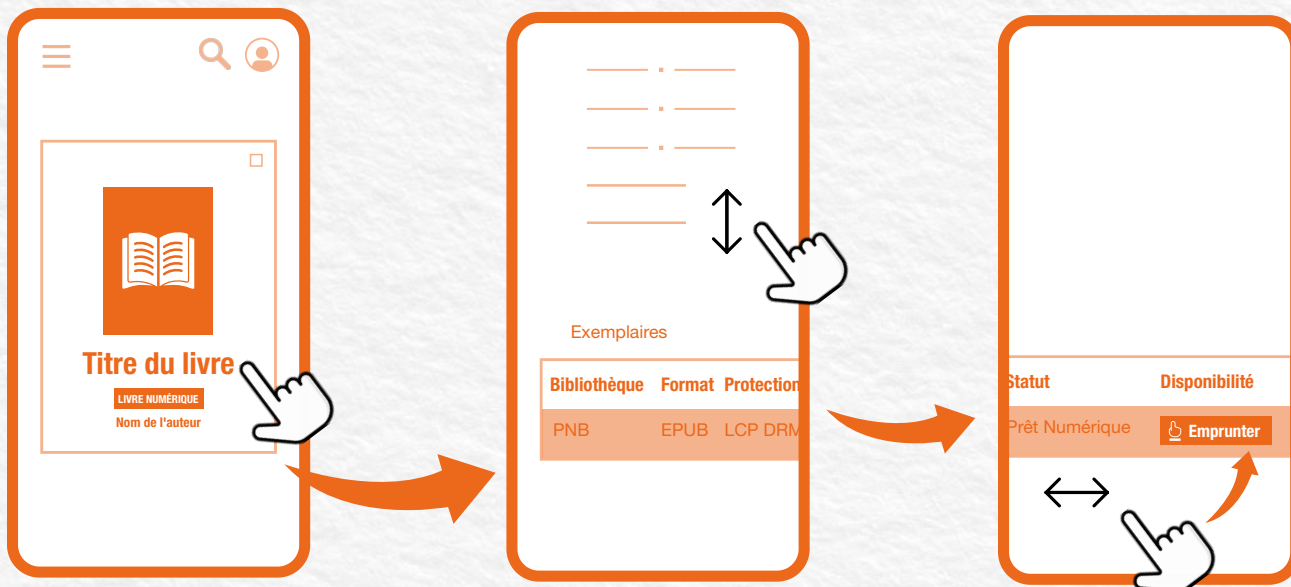 Titre du livre
LIVRE NUMÉRIQUE
Nom de l'auteur
Exemplaires
Bibliothèque Format Protection
PNB EPUB LCP DRM
Statut Disponibilité
Prêt Numérique Emprunter